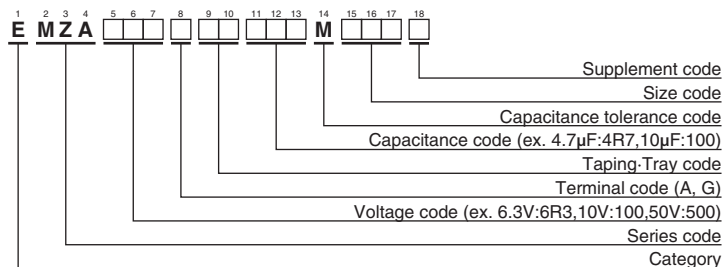 1 2 3 4 5 6 7 8 9 10 11 12 13 14 15 16 17 18
E M Z A M
Supplement code
Size code
Capacitance tolerance code
Capacitance code (ex. 4.7µF:4R7,10µF:100)
Taping·Tray code
Terminal code (A, G)
Voltage code (ex. 6.3V:6R3,10V:100,50V:500)
Series code
Category